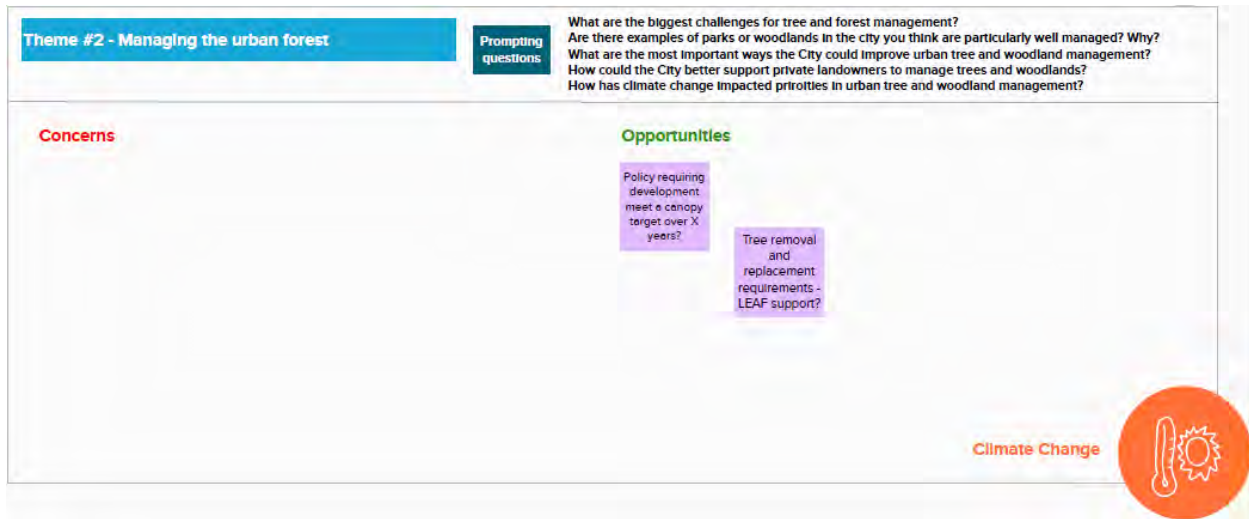 Theme #2 - Managing the urban forest
Prompting
questions
What are the biggest challenges for tree and forest management?
Are there examples of parks or woodlands in the city you think are particularly well managed? Why?
What are the most important ways the City could improve urban tree and woodland management?
How could the City better support private landowners to manage trees and woodlands?
How has climate change impacted priroities in urban tree and woodland management?
Concerns
Opportunities
Policy requiring
development
meet a canopy
target over X
years?
Tree removal
and
replacement
requirements -
LEAF support?
Climate Change